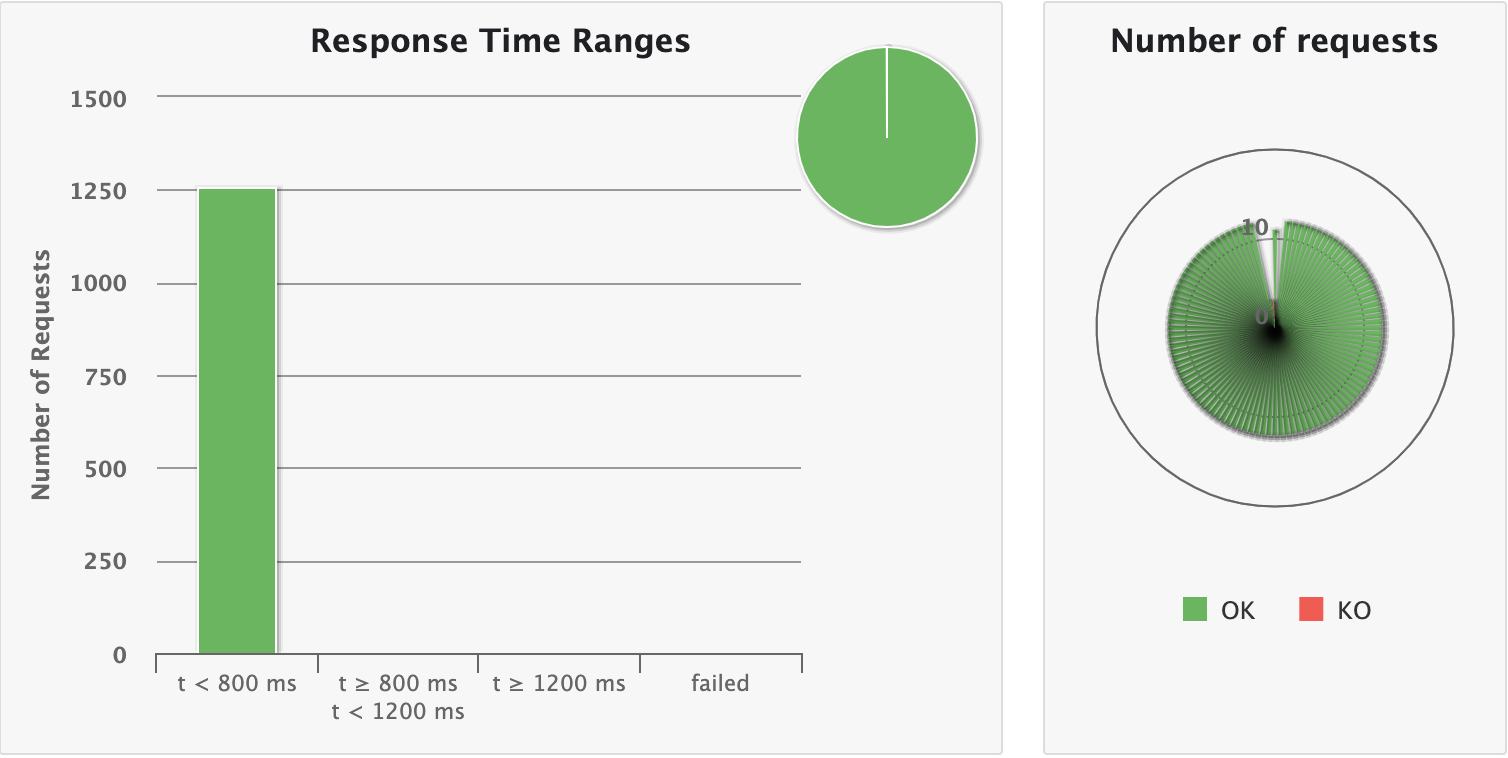 Response Time Ranges
1500
1250
1000
750
500
250
0
Number of Requests
t < 800 ms
t ≥ 800 ms
t < 1200 ms
t ≥ 1200 ms
failed
Number of requests
10
0
OK
KO